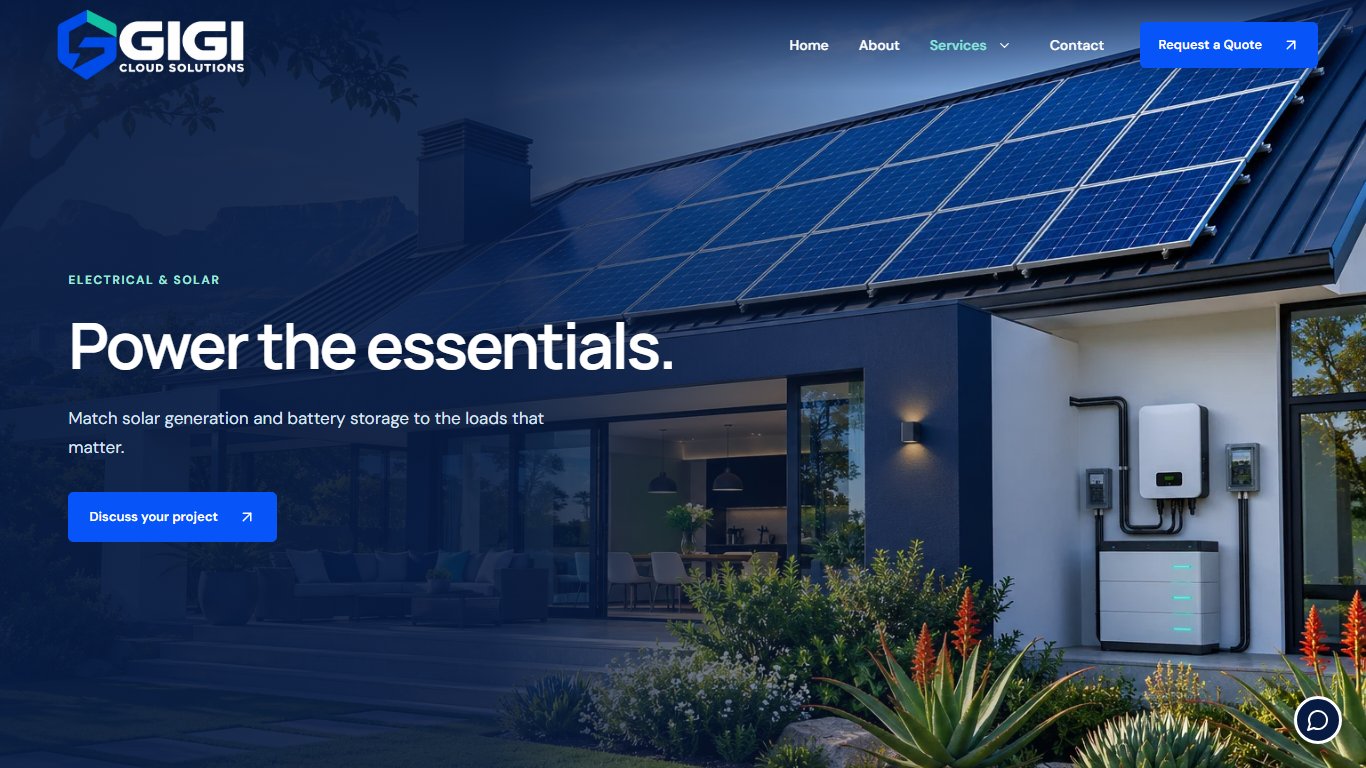 GIGI
CLOUD SOLUTIONS
Home
About
Services
Contact
Request a Quote
ELECTRICAL & SOLAR
Power the essentials.
Match solar generation and battery storage to the loads that
matter.
Discuss your project